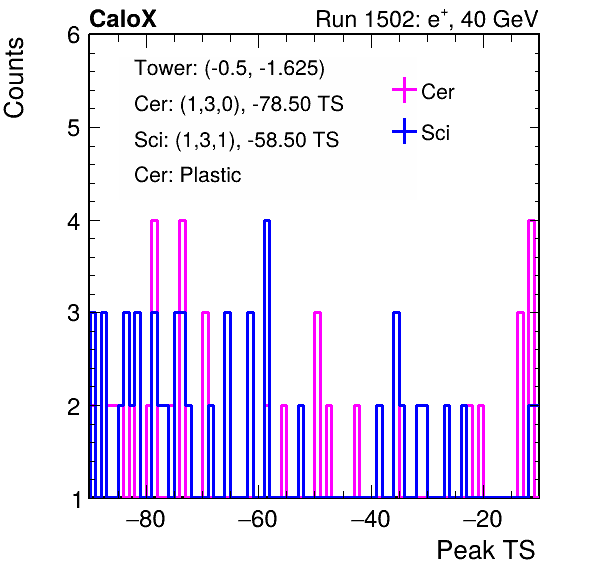 CaloX Run 1502: e⁺, 40 GeV
Counts
6
5
4
3
2
1
Tower: (-0.5, -1.625)
Cer: (1,3,0), -78.50 TS
Sci: (1,3,1), -58.50 TS
Cer: Plastic
Cer
Sci
−80 −60 −40 −20
Peak TS